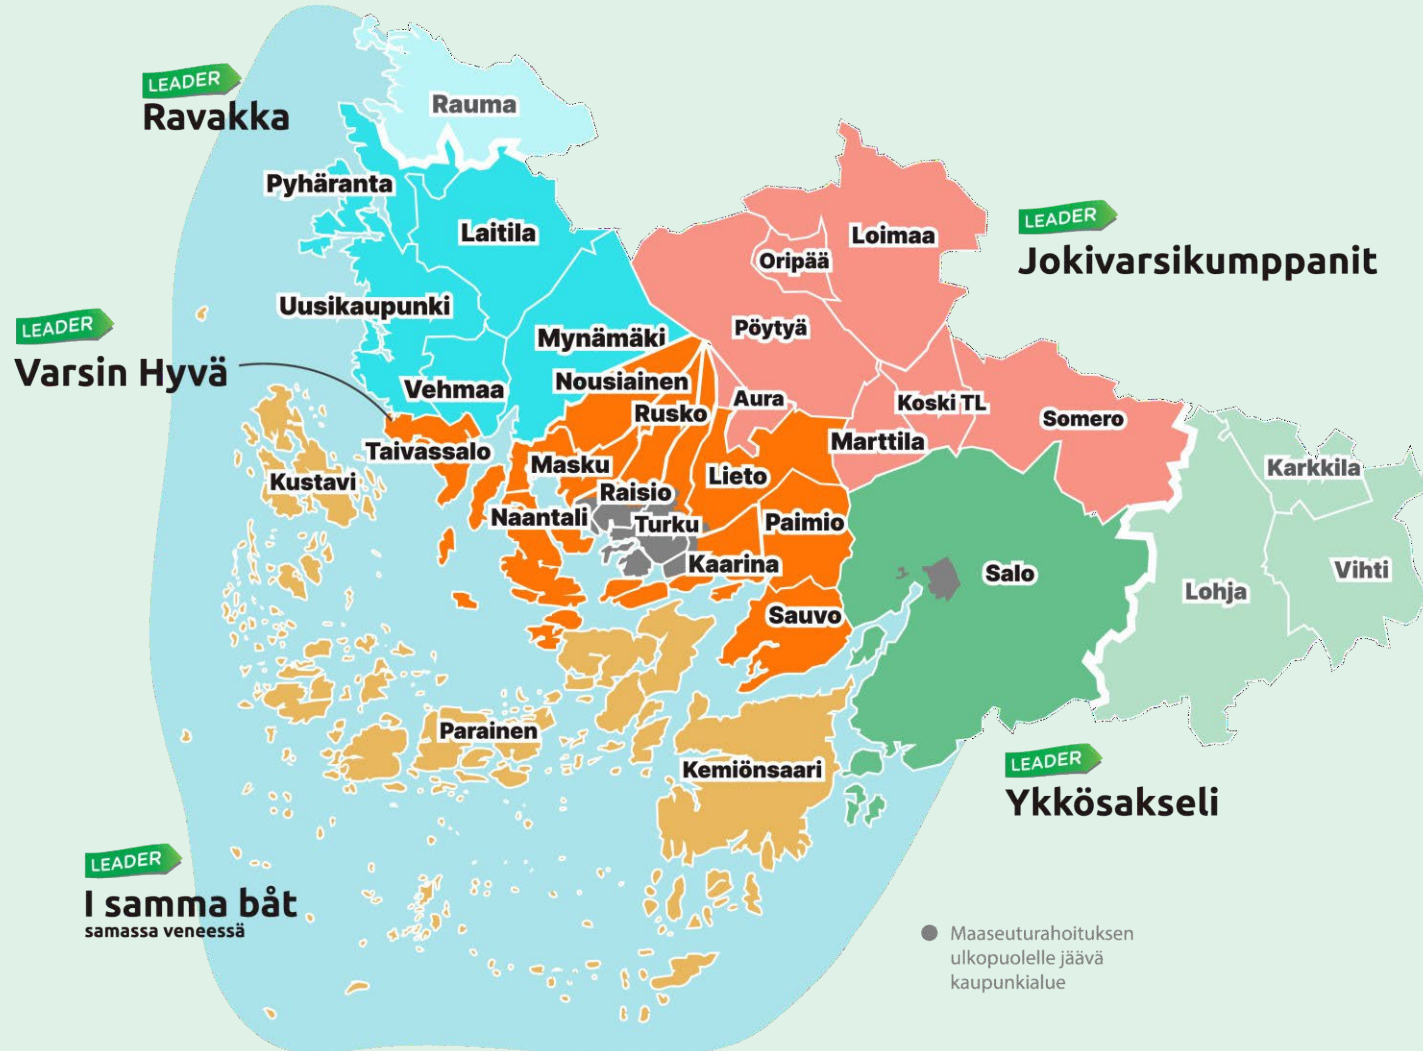 LEADER
Ravakka
Rauma
Pyhäranta
Laitila
Loimaa
LEADER
Jokivarsikumppanit
Oripää
Uusikaupunki
Pöytyä
LEADER
Varsin Hyvä
Mynämäki
Nousiainen
Vehmaa
Rusko
Aura
Koski TL
Somero
Marttila
Taivassalo
Masku
Karkkila
Kustavi
Lieto
Raisio
Naantali
Turku
Paimio
Kaarina
Salo
Vihti
Lohja
Sauvo
Parainen
Kemiönsaari
LEADER
Ykkösakseli
LEADER
I samma båt
samassa veneessä
Maaseuturahoituksen
ulkopuolelle jäävä
kaupunkialue